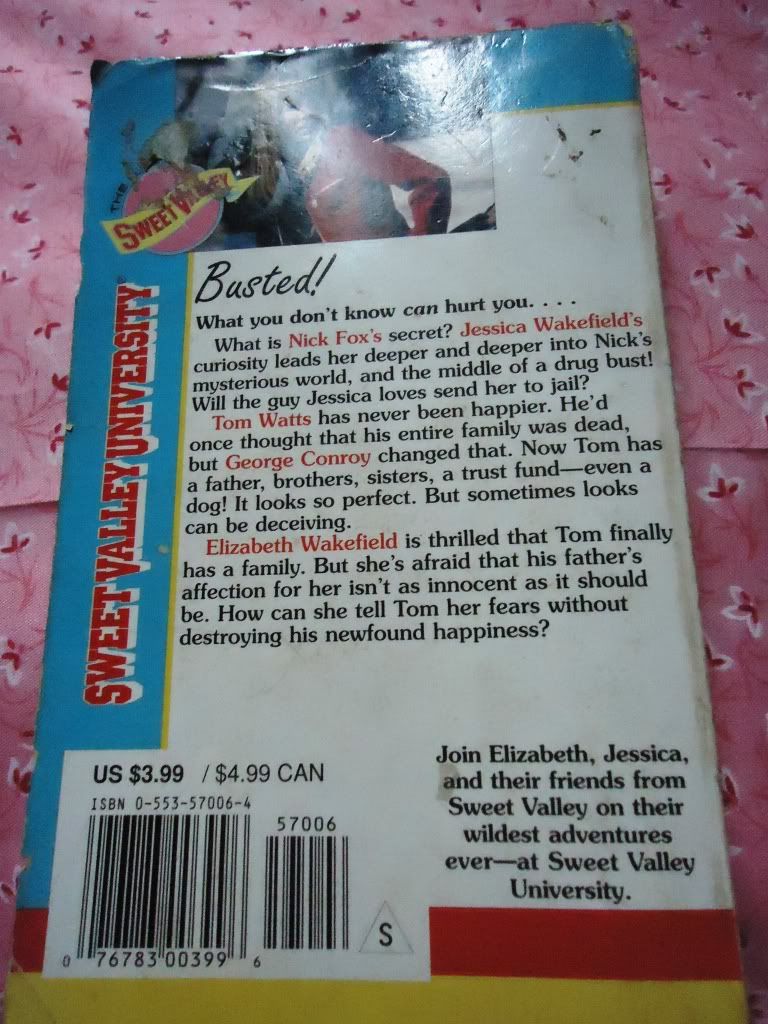 THE
SWEET VALLEY
SWEET VALLEY UNIVERSITY®
Busted!
What you don't know can hurt you. . . .
What is Nick Fox's secret? Jessica Wakefield's
curiosity leads her deeper and deeper into Nick's
mysterious world, and the middle of a drug bust!
Will the guy Jessica loves send her to jail?
Tom Watts has never been happier. He'd
once thought that his entire family was dead,
but George Conroy changed that. Now Tom has
a father, brothers, sisters, a trust fund—even a
dog! It looks so perfect. But sometimes looks
can be deceiving.
Elizabeth Wakefield is thrilled that Tom finally
has a family. But she's afraid that his father's
affection for her isn't as innocent as it should
be. How can she tell Tom her fears without
destroying his newfound happiness?
US $3.99 / $4.99 CAN
ISBN 0-553-57006-4
57006
0 76783 00399 6
S
Join Elizabeth, Jessica,
and their friends from
Sweet Valley on their
wildest adventures
ever—at Sweet Valley
University.